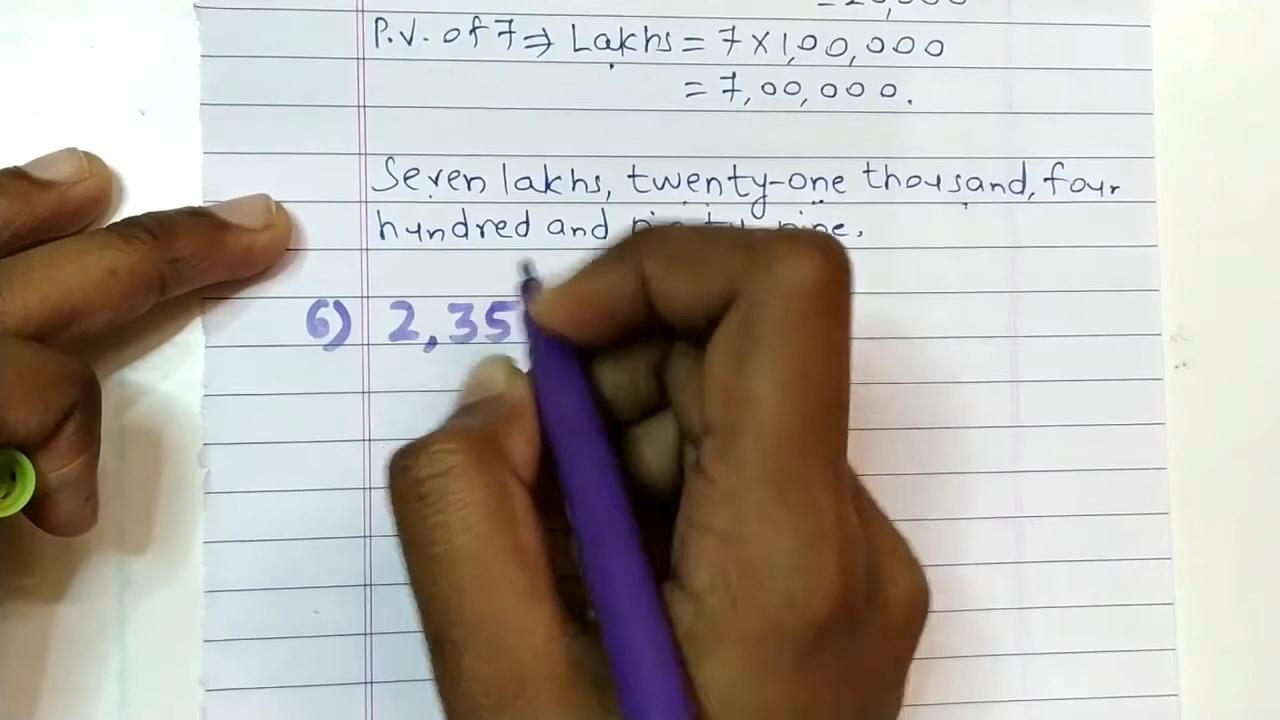 P.V. of 7 ⇒ Lakhs = 7 × 1,00,000
= 7,00,000.
Seven lakhs, twenty-one thousand, four
hundred and
6) 2,35